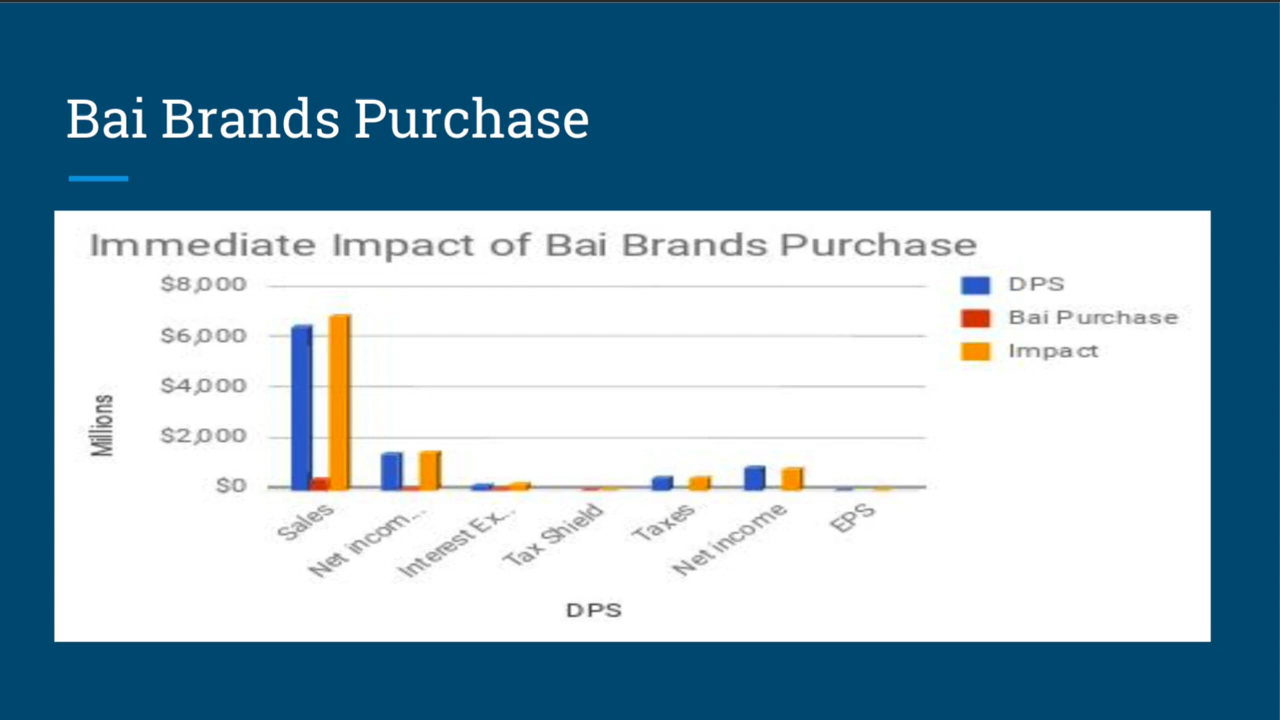 Bai Brands Purchase
Immediate Impact of Bai Brands Purchase
$8,000
$6,000
$4,000
$2,000
$0
Millions
DPS
Bai Purchase
Impact
Sales
Net incom...
Interest Ex...
Tax Shield
Taxes
Net income
EPS
DPS